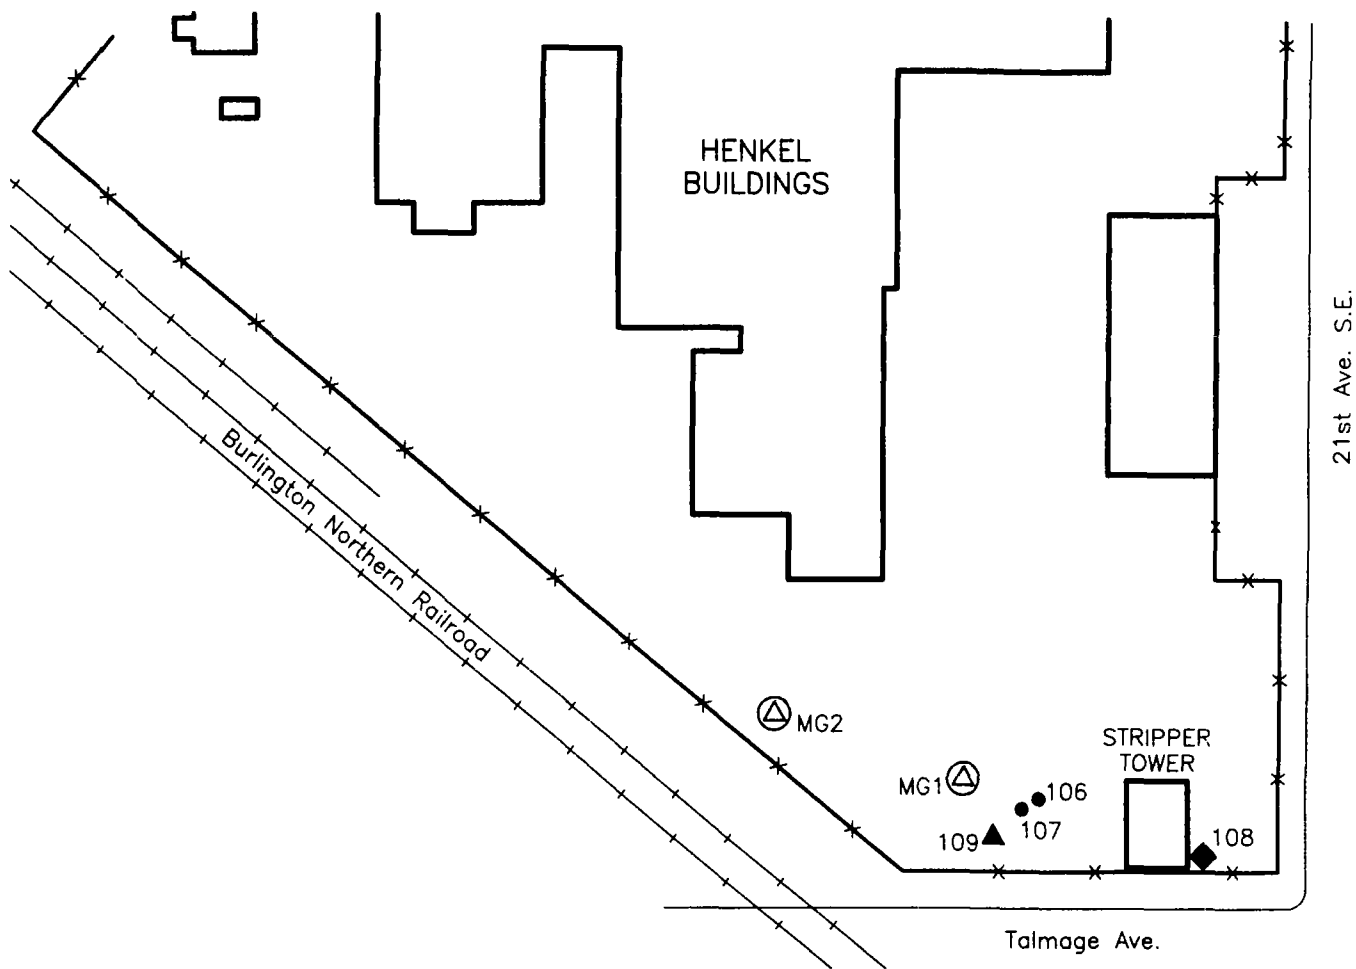 HENKEL
BUILDINGS
21st Ave. S.E.
Burlington Northern Railroad
MG2
STRIPPER
TOWER
MG1
106
107
109
108
Talmage Ave.